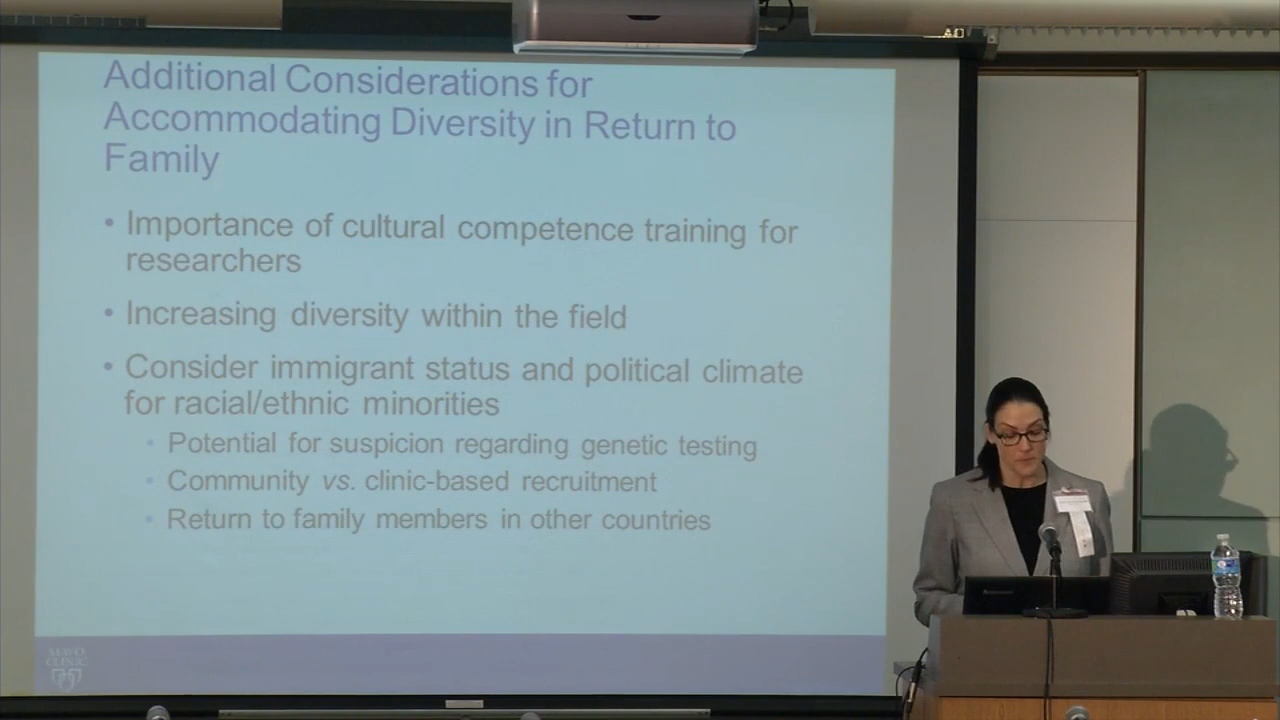 Additional Considerations for
Accommodating Diversity in Return to
Family
• Importance of cultural competence training for
researchers
• Increasing diversity within the field
• Consider immigrant status and political climate
for racial/ethnic minorities
• Potential for suspicion regarding genetic testing
• Community vs. clinic-based recruitment
• Return to family members in other countries
MAYO
CLINIC